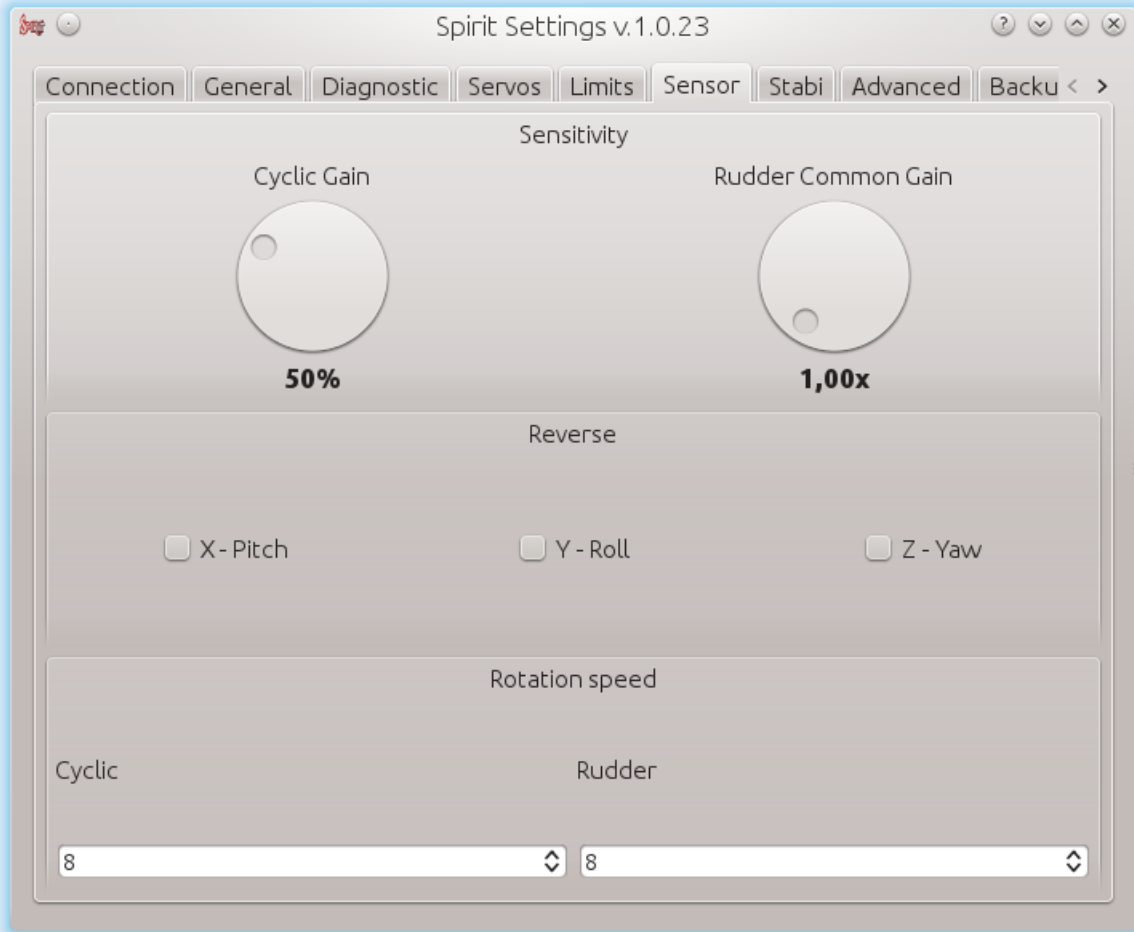 Spirit Settings v.1.0.23
Connection General Diagnostic Servos Limits Sensor Stabi Advanced Backu
Sensitivity
Cyclic Gain Rudder Common Gain
50% 1,00x
Reverse
X - Pitch Y - Roll Z - Yaw
Rotation speed
Cyclic Rudder
8 8